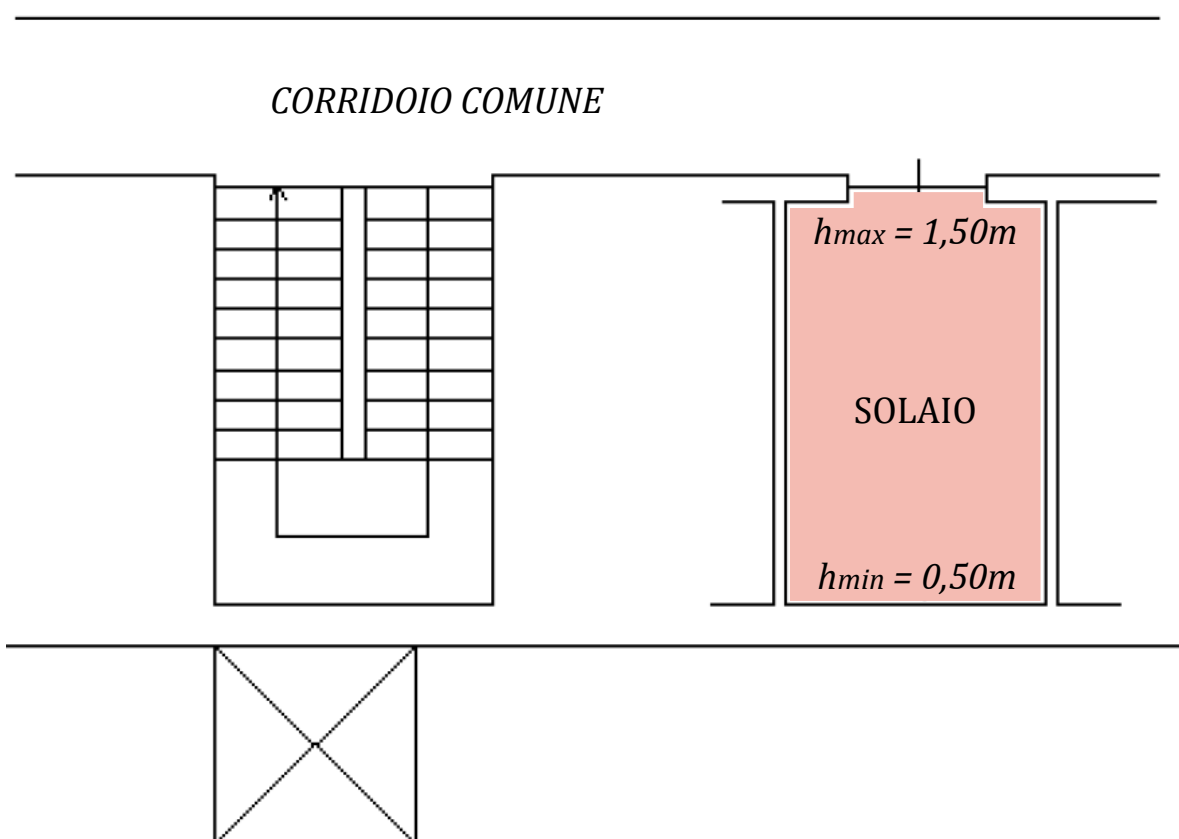 CORRIDOIO COMUNE
hmax = 1,50m
SOLAIO
hmin = 0,50m